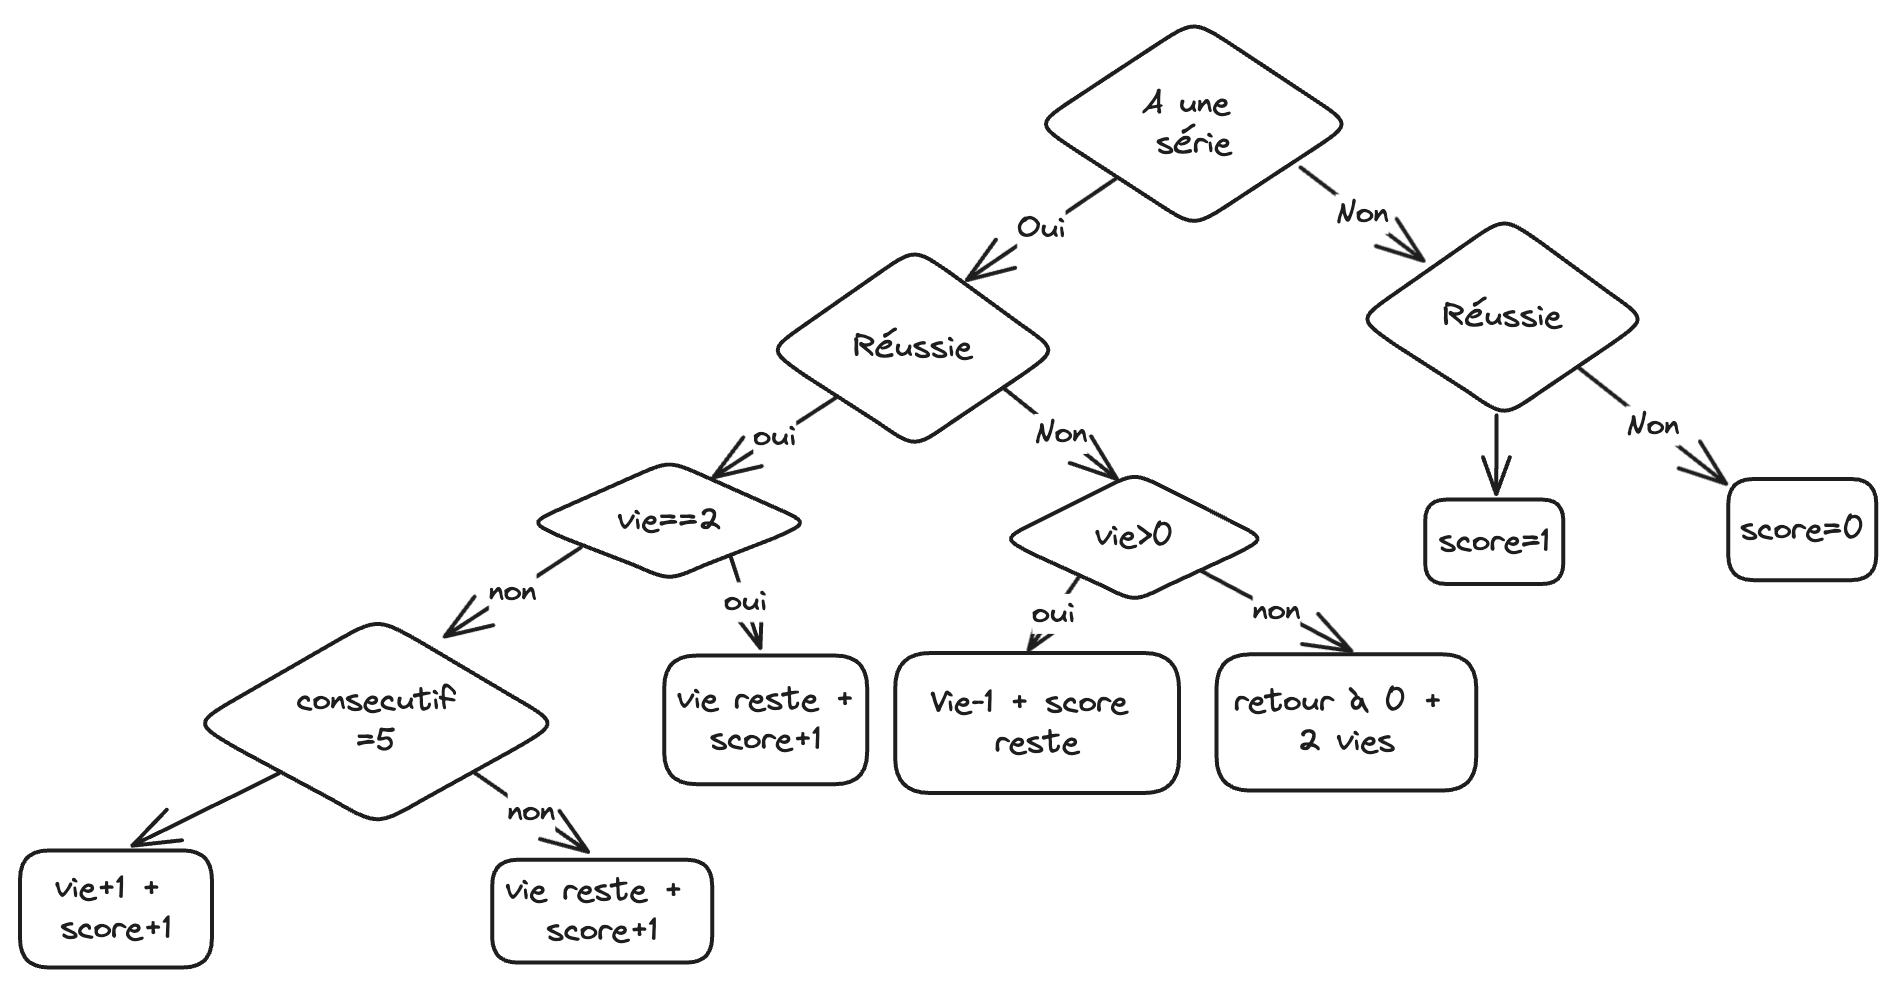 A une
série
Oui
Non
Réussie
Réussie
oui
Non
Non
vie==2
vie>0
score=1
score=0
non
oui
oui
non
consecutif
=5
vie reste +
score+1
Vie-1 + score
reste
retour à 0 +
2 vies
non
vie+1 +
score+1
vie reste +
score+1